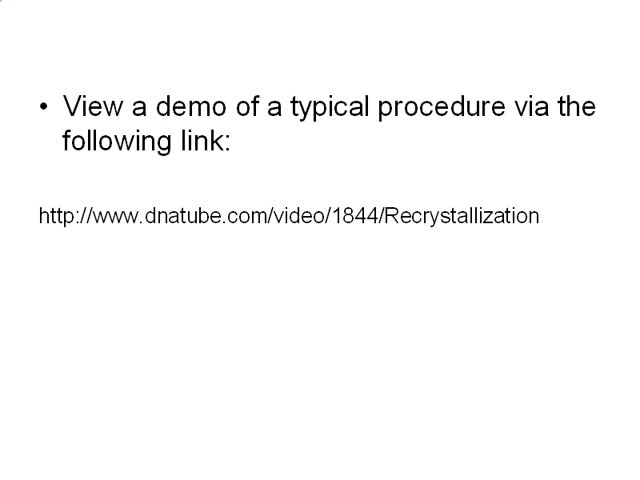 • View a demo of a typical procedure via the
following link:
http://www.dnatube.com/video/1844/Recrystallization